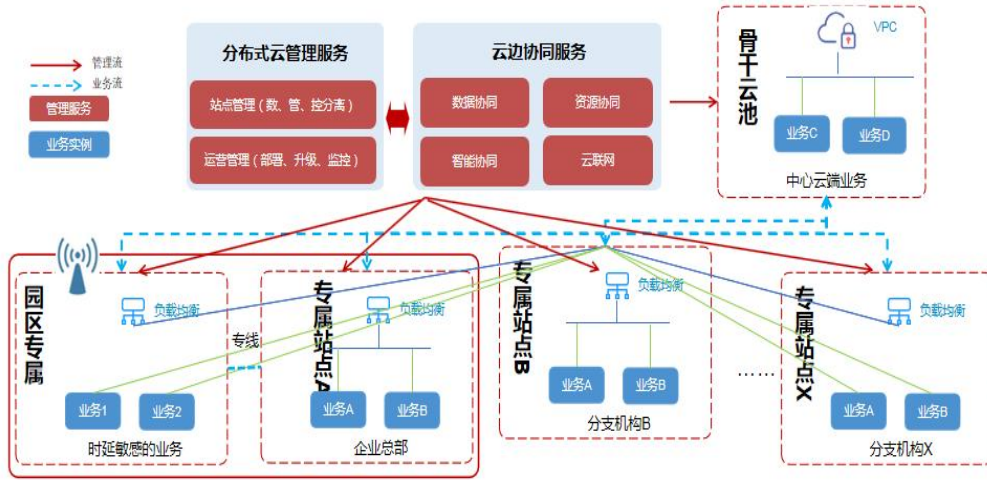 管理流
业务流
管理服务
业务实例
分布式云管理服务
站点管理（数、管、控分离）
运营管理（部署、升级、监控）
云边协同服务
数据协同
资源协同
智能协同
云联网
骨干云池
VPC
业务C
业务D
中心云端业务
园区专属
负载均衡
业务1
业务2
时延敏感的业务
专线
专属站点A
负载均衡
业务A
业务B
企业总部
专属站点B
负载均衡
业务A
业务B
分支机构B
……
专属站点X
负载均衡
业务A
业务B
分支机构X